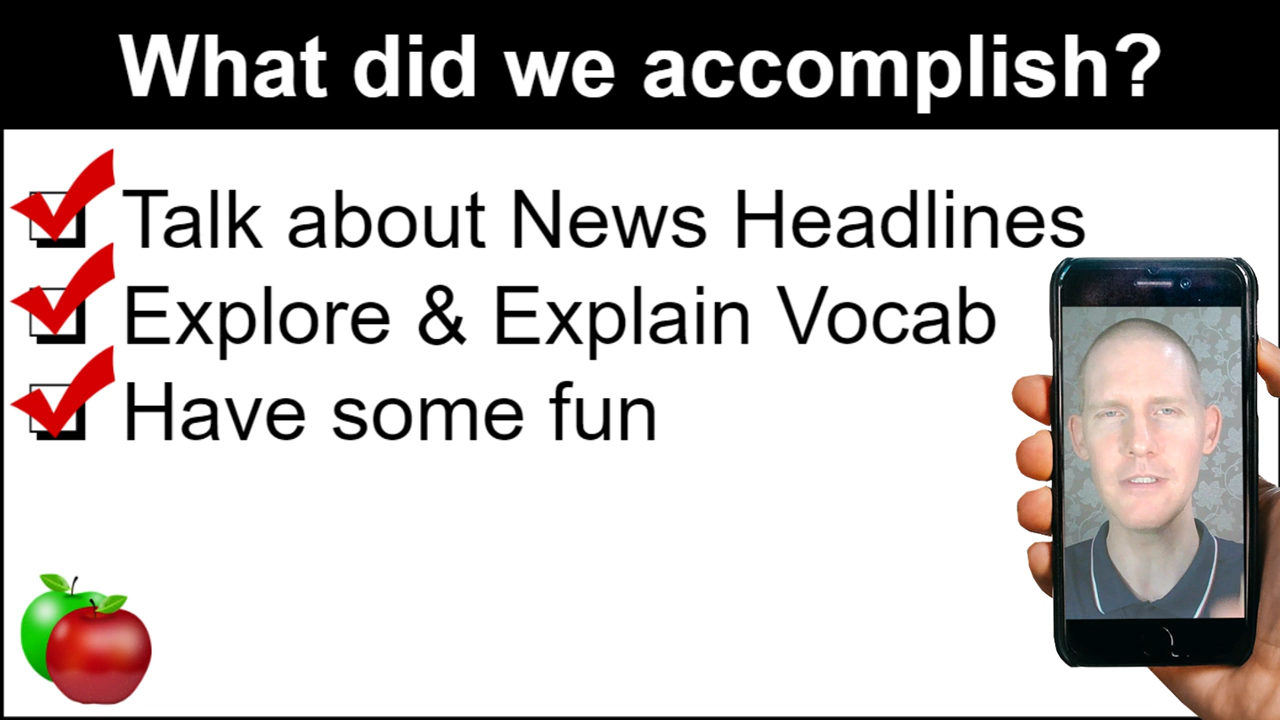 What did we accomplish?
Talk about News Headlines
Explore & Explain Vocab
Have some fun